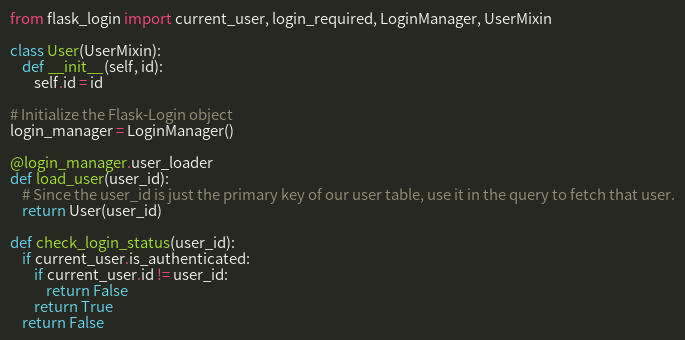 from flask_login import current_user, login_required, LoginManager, UserMixin

class User(UserMixin):
    def __init__(self, id):
        self.id = id

# Initialize the Flask-Login object
login_manager = LoginManager()

@login_manager.user_loader
def load_user(user_id):
    # Since the user_id is just the primary key of our user table, use it in the query to fetch that user.
    return User(user_id)

def check_login_status(user_id):
    if current_user.is_authenticated:
        if current_user.id != user_id:
            return False
        return True
    return False